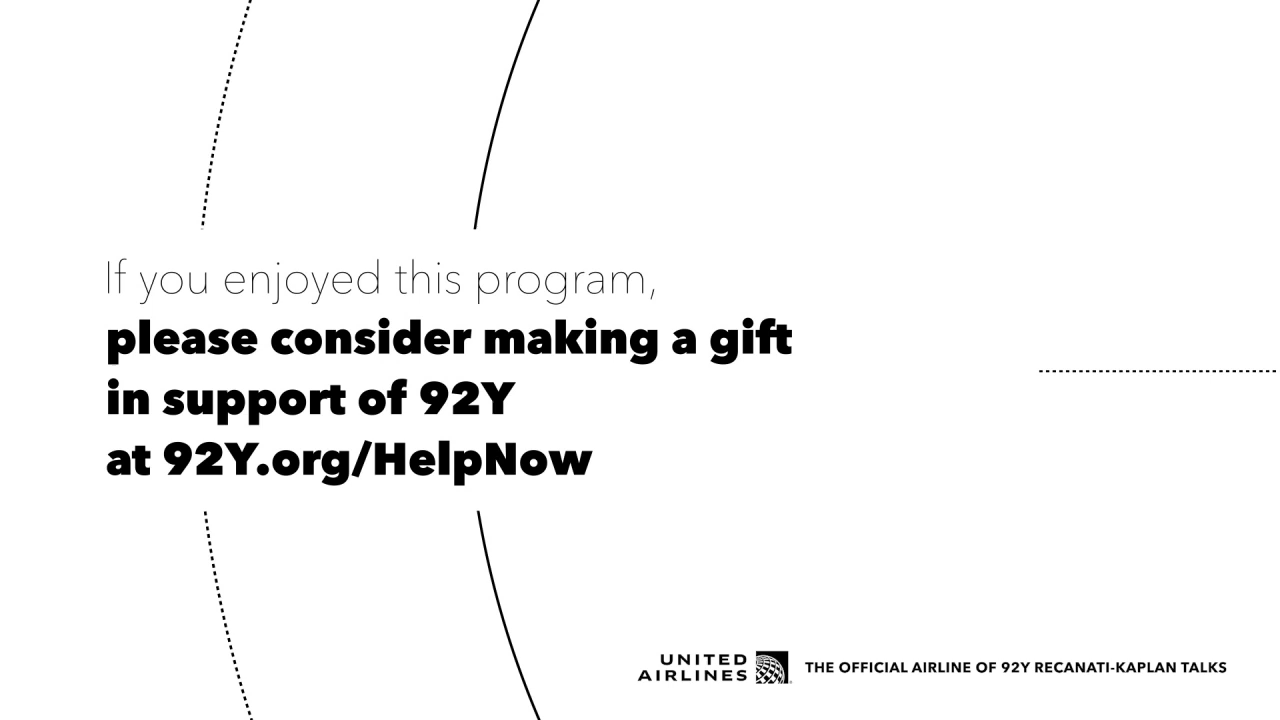 If you enjoyed this program,
please consider making a gift
in support of 92Y
at 92Y.org/HelpNow
UNITED
AIRLINES
THE OFFICIAL AIRLINE OF 92Y RECANATI-KAPLAN TALKS